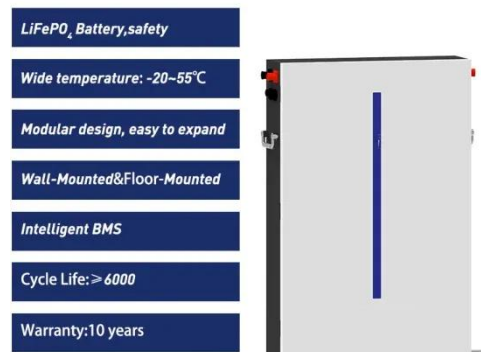 LiFePO₄ Battery,safety
Wide temperature: -20~55℃
Modular design, easy to expand
Wall-Mounted&Floor-Mounted
Intelligent BMS
Cycle Life:≥6000
Warranty:10 years